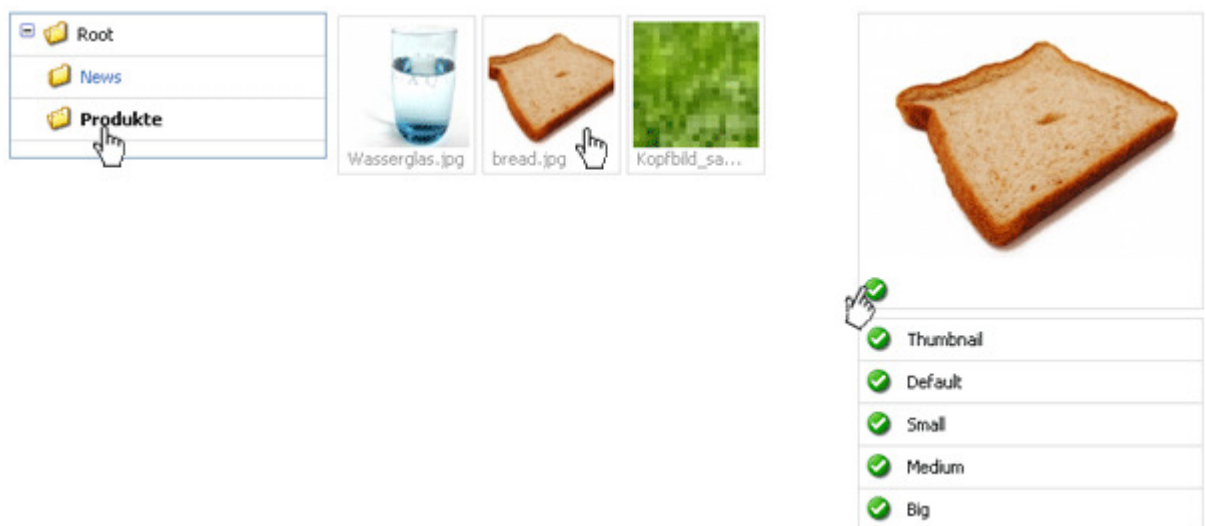 Root
News
Produkte
Wasserglas.jpg
bread.jpg
Kopfbild_sa...
Thumbnail
Default
Small
Medium
Big